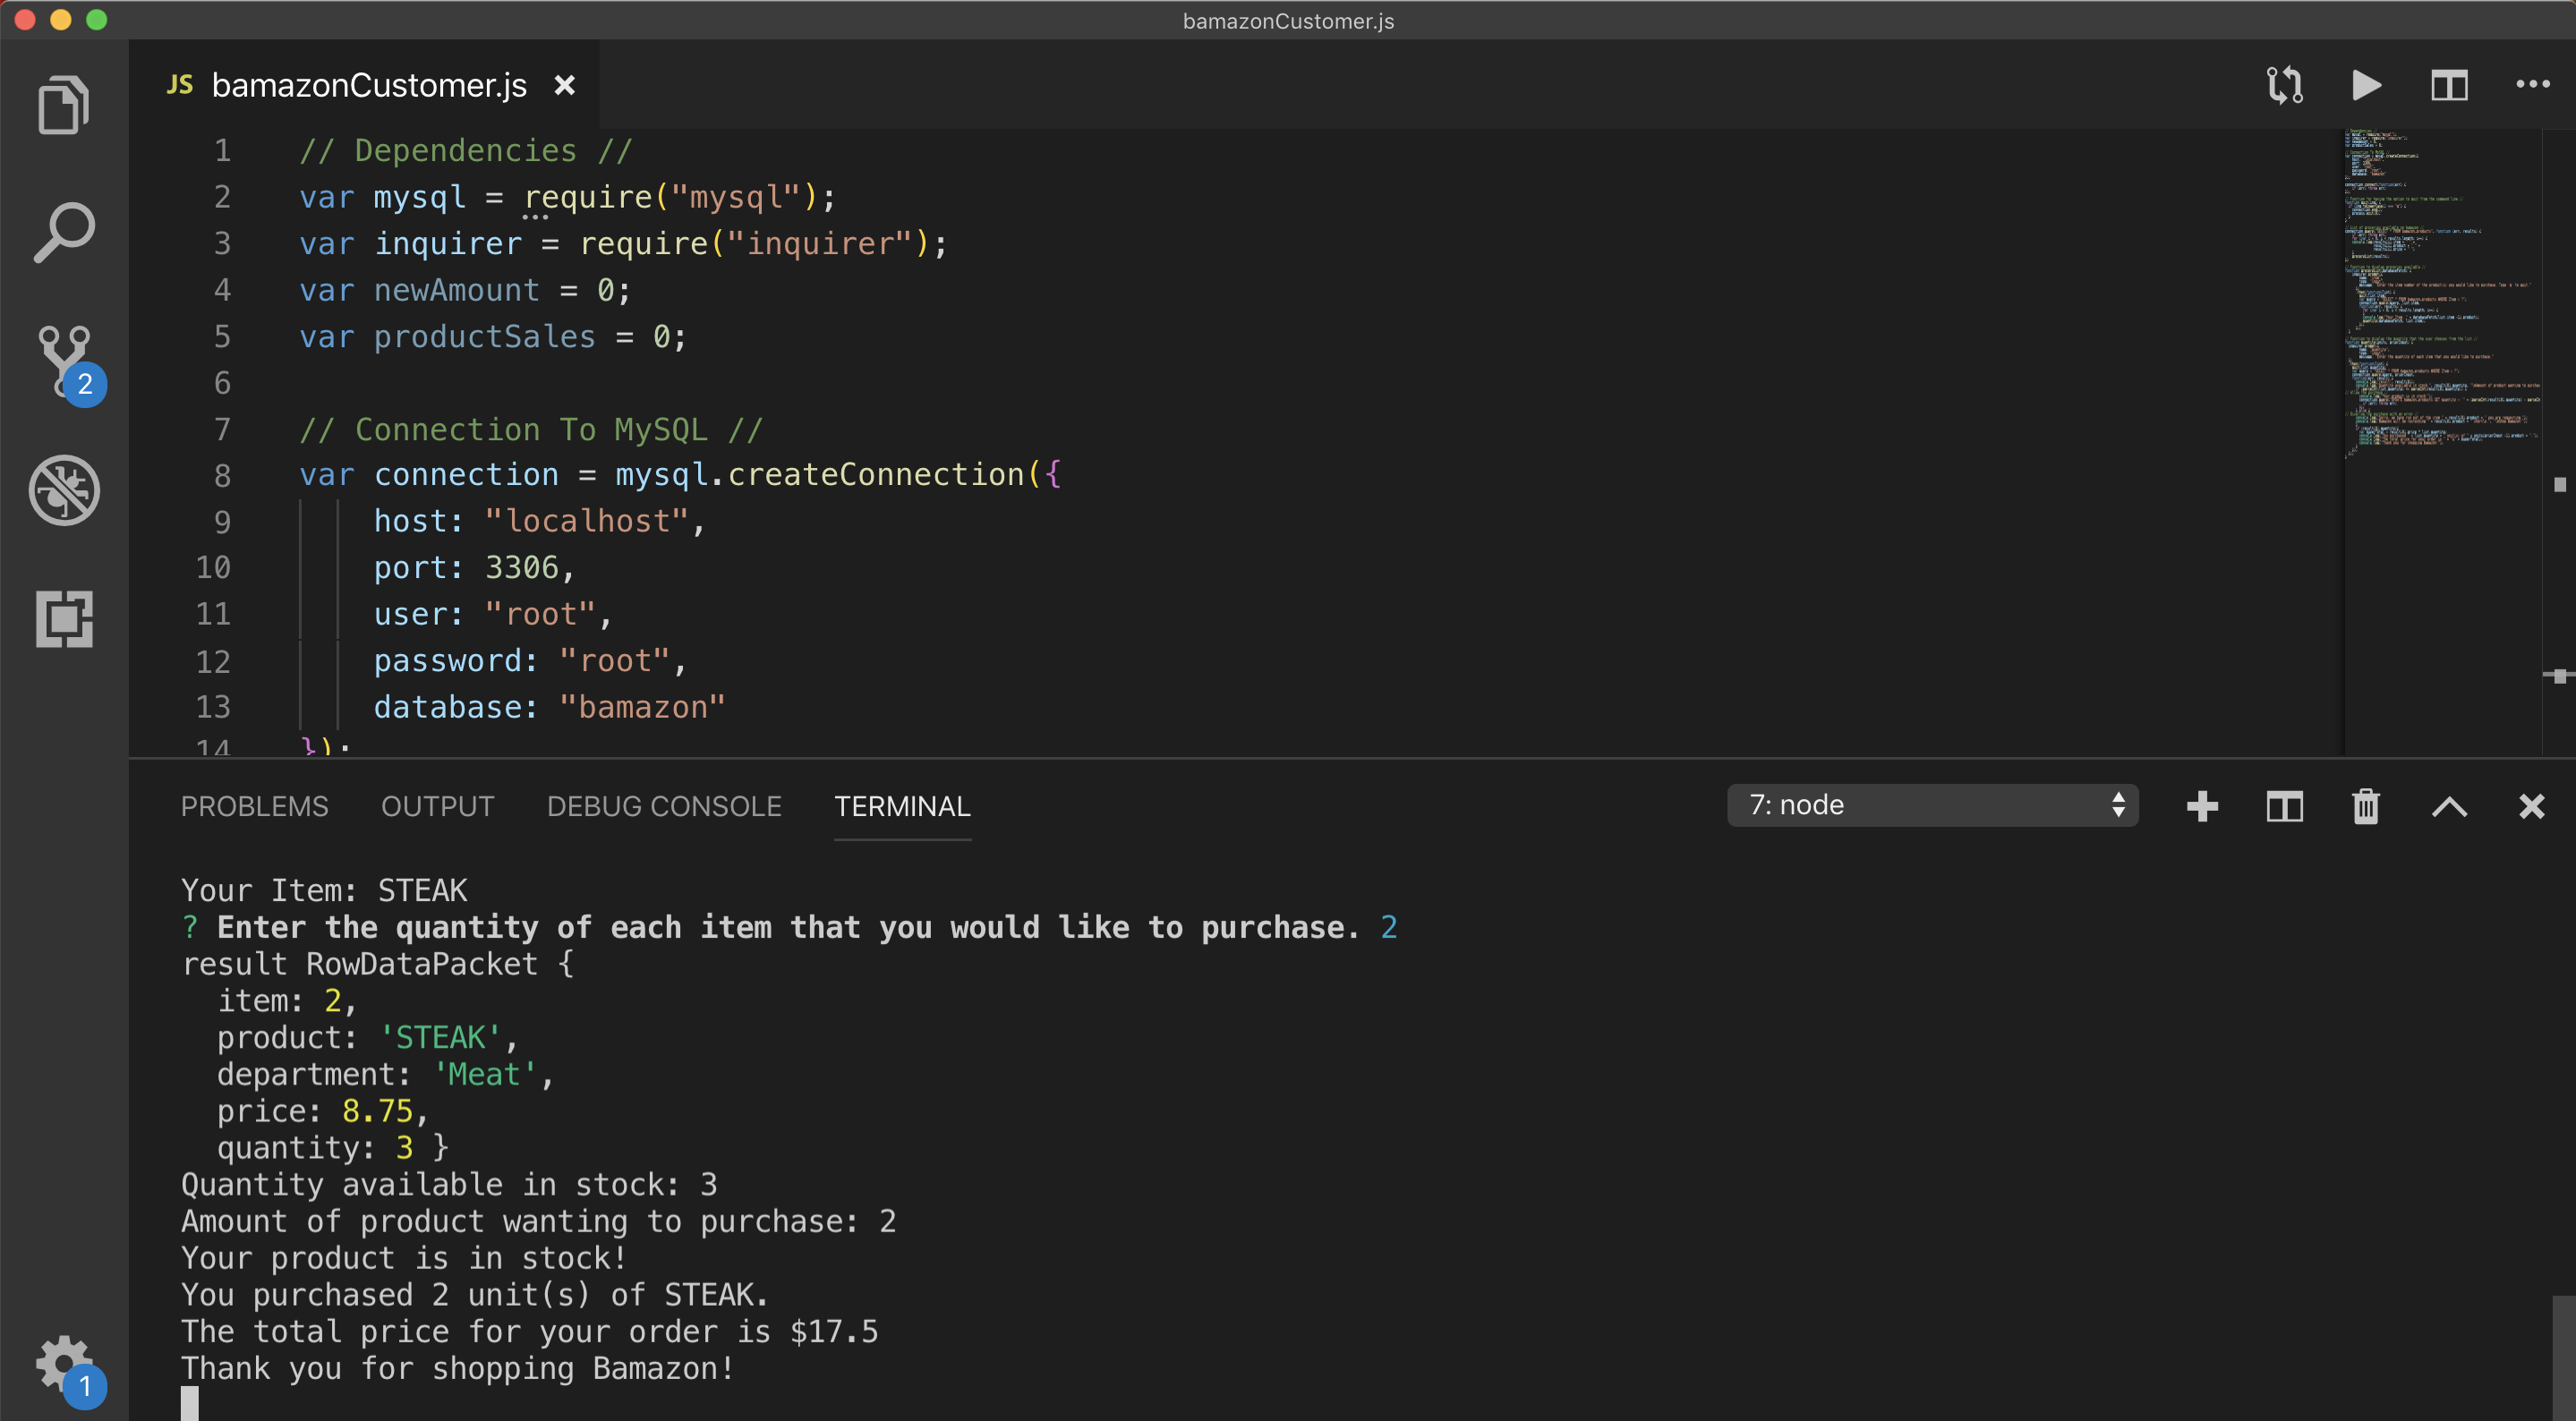 bamazonCustomer.js
JS bamazonCustomer.js
1 // Dependencies //
2 var mysql = require("mysql");
3 var inquirer = require("inquirer");
4 var newAmount = 0;
5 var productSales = 0;
6
7 // Connection To MySQL //
8 var connection = mysql.createConnection({
9 host: "localhost",
10 port: 3306,
11 user: "root",
12 password: "root",
13 database: "bamazon"
14 });
2
1
PROBLEMS OUTPUT DEBUG CONSOLE TERMINAL 7: node
Your Item: STEAK
? Enter the quantity of each item that you would like to purchase. 2
result RowDataPacket {
item: 2,
product: 'STEAK',
department: 'Meat',
price: 8.75,
quantity: 3 }
Quantity available in stock: 3
Amount of product wanting to purchase: 2
Your product is in stock!
You purchased 2 unit(s) of STEAK.
The total price for your order is $17.5
Thank you for shopping Bamazon!